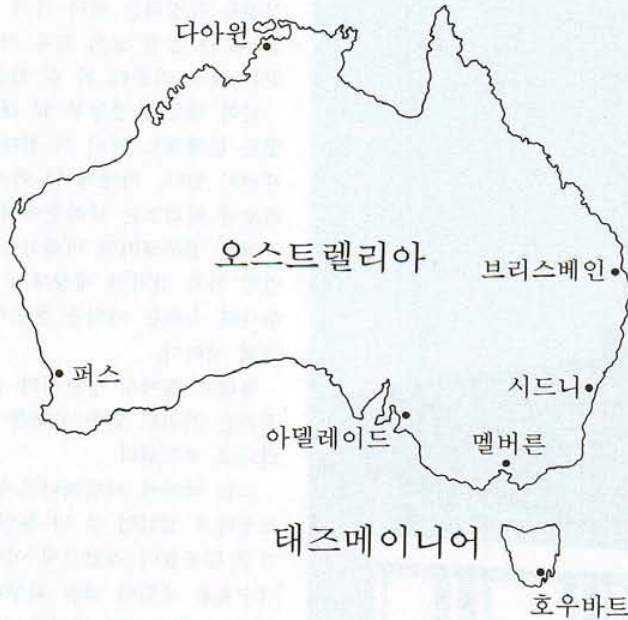 다아윈
오스트렐리아
브리스베인
퍼스
시드니
아델레이드
멜버른
태즈메이니어
호우바트